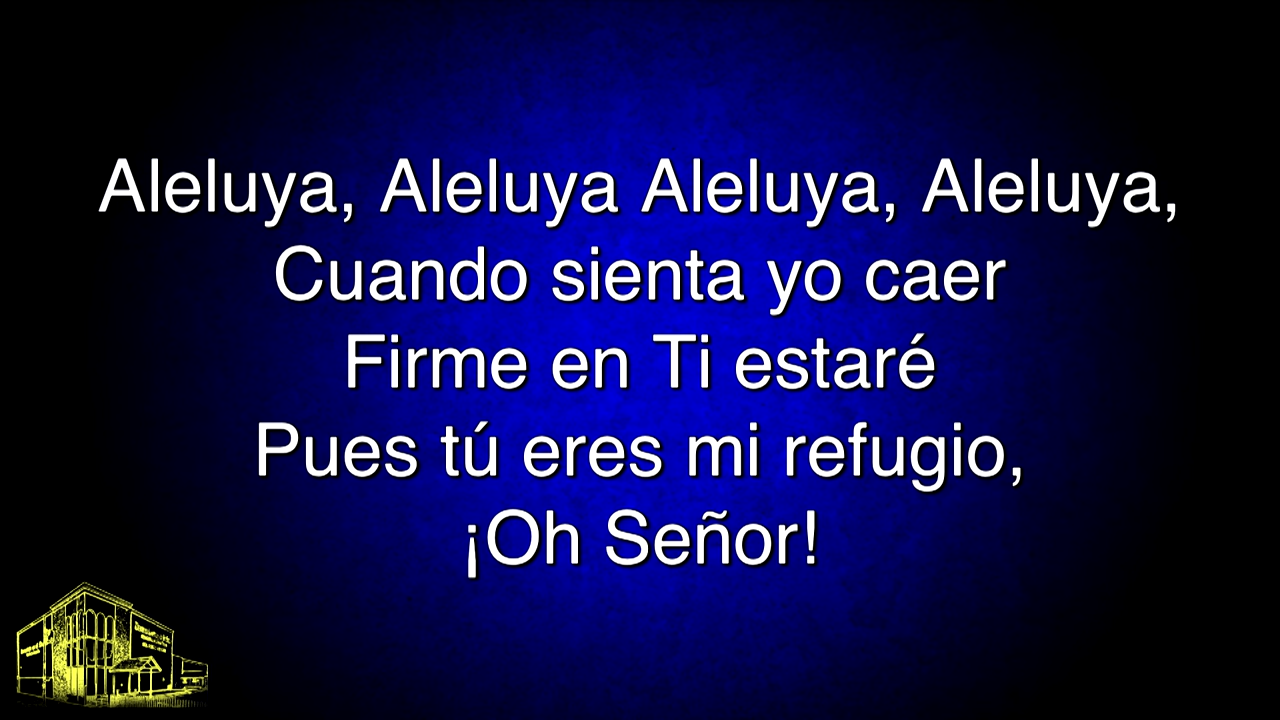 Aleluya, Aleluya Aleluya, Aleluya,
Cuando sienta yo caer
Firme en Ti estaré
Pues tú eres mi refugio,
¡Oh Señor!